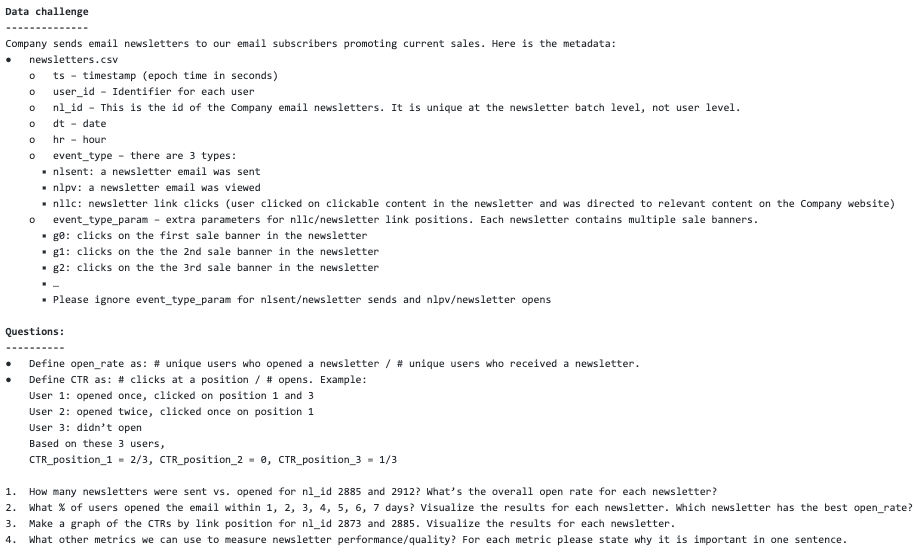 Data challenge
--------------
Company sends email newsletters to our email subscribers promoting current sales. Here is the metadata:
● newsletters.csv
o ts – timestamp (epoch time in seconds)
o user_id – Identifier for each user
o nl_id – This is the id of the Company email newsletters. It is unique at the newsletter batch level, not user level.
o dt – date
o hr – hour
o event_type – there are 3 types:
▪ nlsent: a newsletter email was sent
▪ nlpv: a newsletter email was viewed
▪ nllc: newsletter link clicks (user clicked on clickable content in the newsletter and was directed to relevant content on the Company website)
o event_type_param – extra parameters for nllc/newsletter link positions. Each newsletter contains multiple sale banners.
▪ g0: clicks on the first sale banner in the newsletter
▪ g1: clicks on the the 2nd sale banner in the newsletter
▪ g2: clicks on the the 3rd sale banner in the newsletter
▪ …
▪ Please ignore event_type_param for nlsent/newsletter sends and nlpv/newsletter opens
Questions:
----------
● Define open_rate as: # unique users who opened a newsletter / # unique users who received a newsletter.
● Define CTR as: # clicks at a position / # opens. Example:
User 1: opened once, clicked on position 1 and 3
User 2: opened twice, clicked once on position 1
User 3: didn’t open
Based on these 3 users,
CTR_position_1 = 2/3, CTR_position_2 = 0, CTR_position_3 = 1/3
1. How many newsletters were sent vs. opened for nl_id 2885 and 2912? What’s the overall open rate for each newsletter?
2. What % of users opened the email within 1, 2, 3, 4, 5, 6, 7 days? Visualize the results for each newsletter. Which newsletter has the best open_rate?
3. Make a graph of the CTRs by link position for nl_id 2873 and 2885. Visualize the results for each newsletter.
4. What other metrics we can use to measure newsletter performance/quality? For each metric please state why it is important in one sentence.